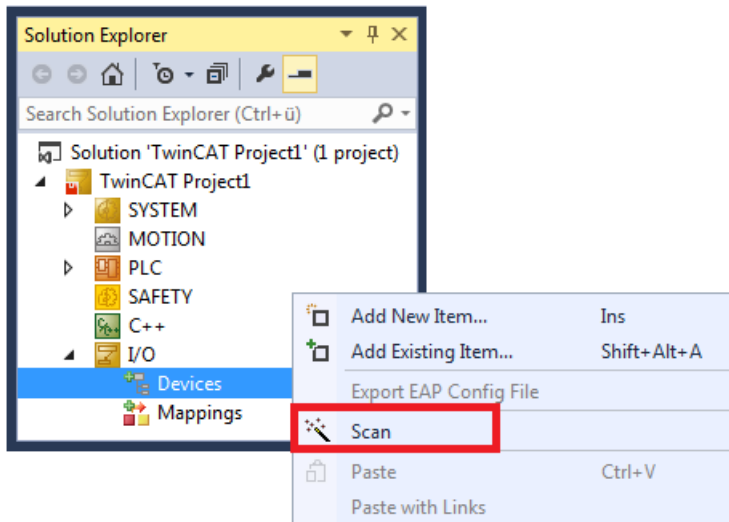 Solution Explorer
Search Solution Explorer (Ctrl+ü)
Solution 'TwinCAT Project1' (1 project)
TwinCAT Project1
SYSTEM
MOTION
PLC
SAFETY
C++
I/O
Devices
Mappings
Add New Item... Ins
Add Existing Item... Shift+Alt+A
Export EAP Config File
Scan
Paste Ctrl+V
Paste with Links